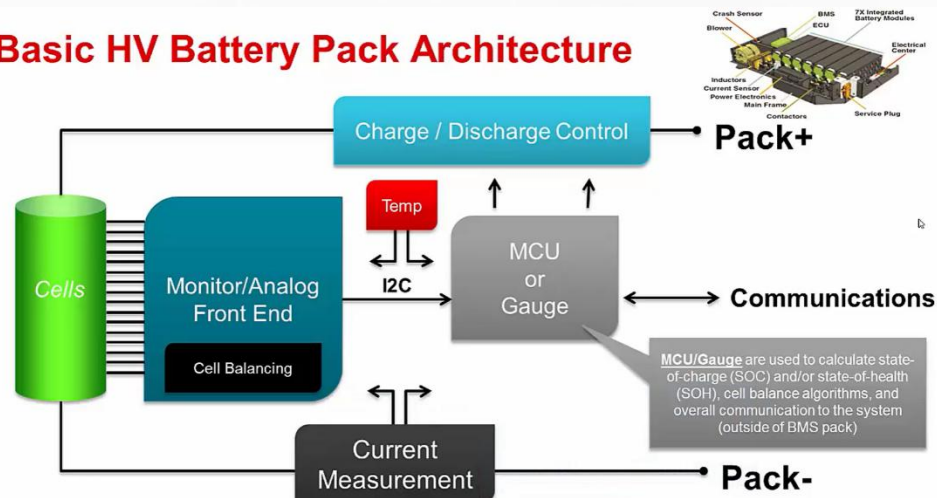 Basic HV Battery Pack Architecture
Crash Sensor
Blower
BMS
ECU
7X Integrated
Battery Modules
Electrical
Center
Inductors
Current Sensor
Power Electronics
Main Frame
Contactors
Service Plug
Charge / Discharge Control
Pack+
Temp
Cells
Monitor/Analog
Front End
I2C
MCU
or
Gauge
Communications
Cell Balancing
MCU/Gauge are used to calculate state-
of-charge (SOC) and/or state-of-health
(SOH), cell balance algorithms, and
overall communication to the system
(outside of BMS pack)
Current
Measurement
Pack-